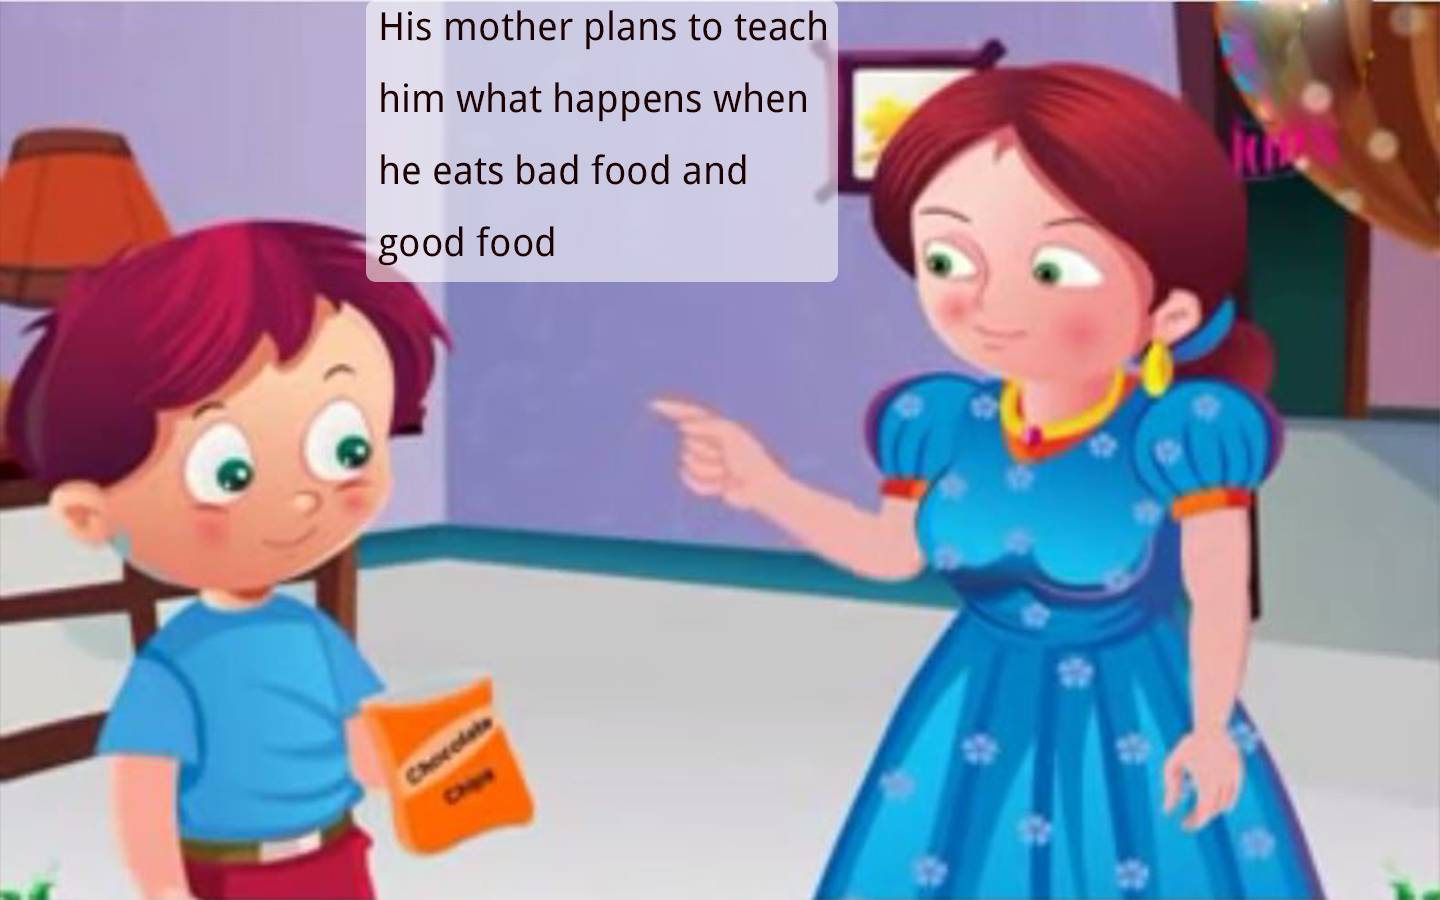 His mother plans to teach
him what happens when
he eats bad food and
good food
Chocolate
Chips